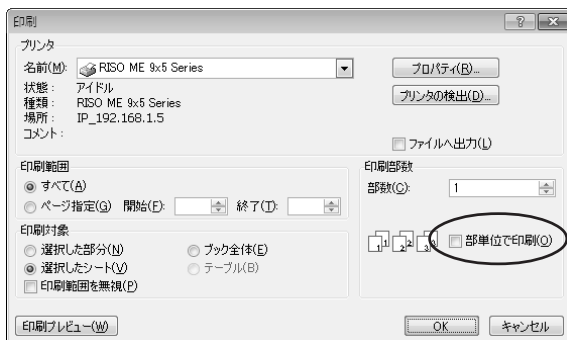 印刷
プリンタ
名前(M): RISO ME 9x5 Series
プロパティ(R)...
状態: アイドル
プリンタの検出(D)...
種類: RISO ME 9x5 Series
場所: IP_192.168.1.5
コメント:
ファイルへ出力(L)
印刷範囲
すべて(A)
ページ指定(G) 開始(F): 終了(T):
印刷部数
部数(C): 1
1 1 2 2 3 3
部単位で印刷(O)
印刷対象
選択した部分(N) ブック全体(E)
選択したシート(V) テーブル(B)
印刷範囲を無視(P)
印刷プレビュー(W) OK キャンセル